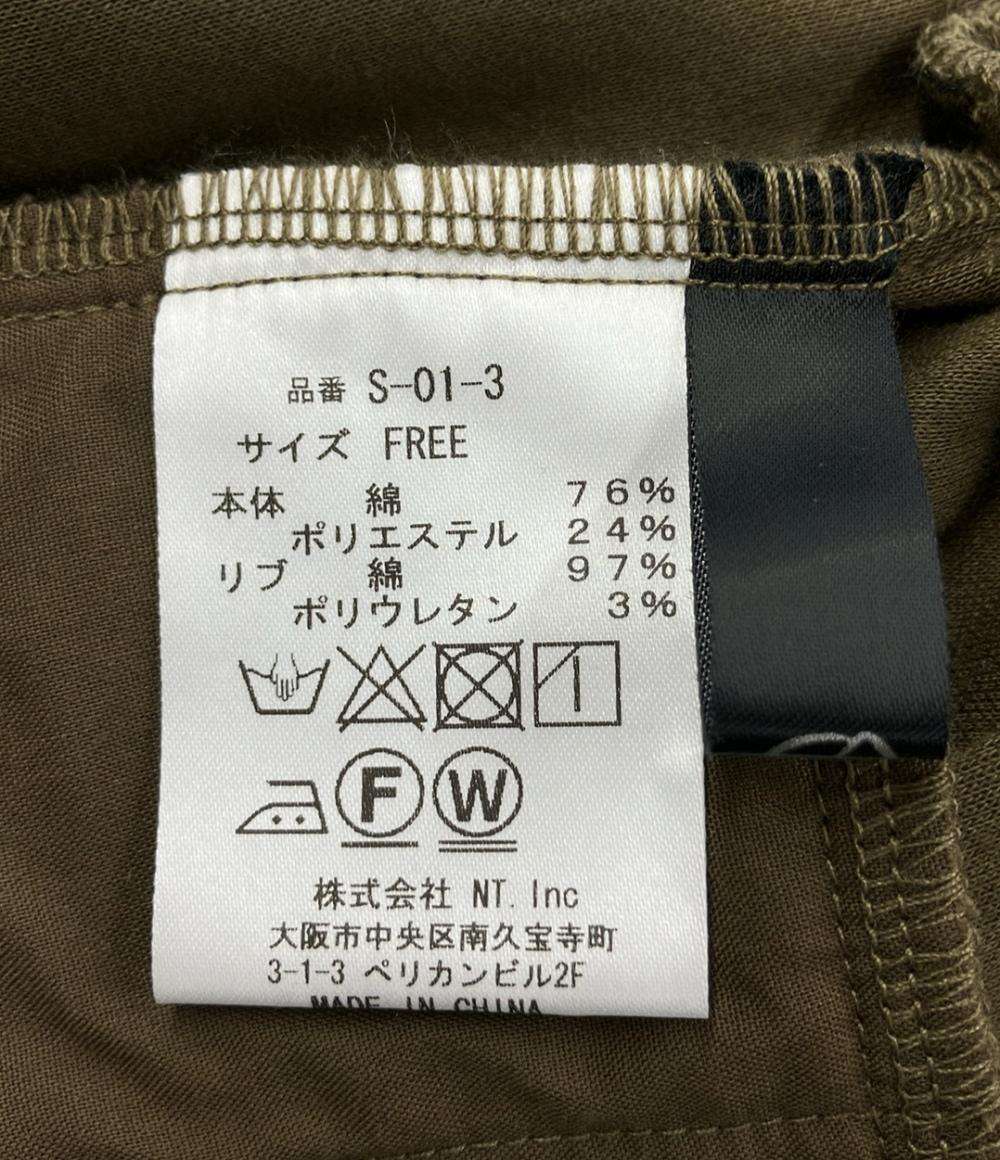 品番 S-01-3
サイズ FREE
本体 綿 76%
ポリエステル 24%
リブ 綿 97%
ポリウレタン 3%
F W
株式会社 NT. Inc
大阪市中央区南久宝寺町
3-1-3 ペリカンビル2F
MADE IN CHINA